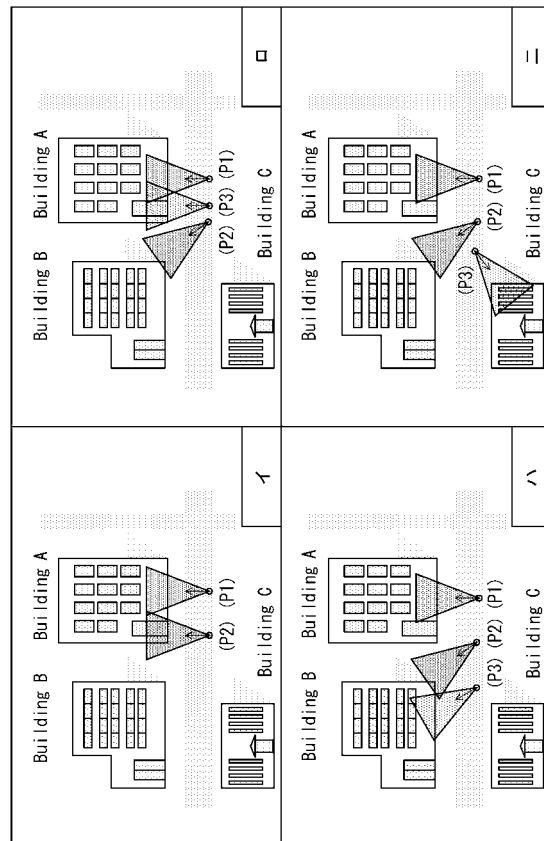 Building B
Building A
(P2)
(P1)
Building C
イ
Building B
Building A
(P2)
(P3)
(P1)
Building C
ロ
Building B
Building A
(P3)
(P2)
(P1)
Building C
ハ
Building B
Building A
(P3)
(P2)
(P1)
Building C
ニ